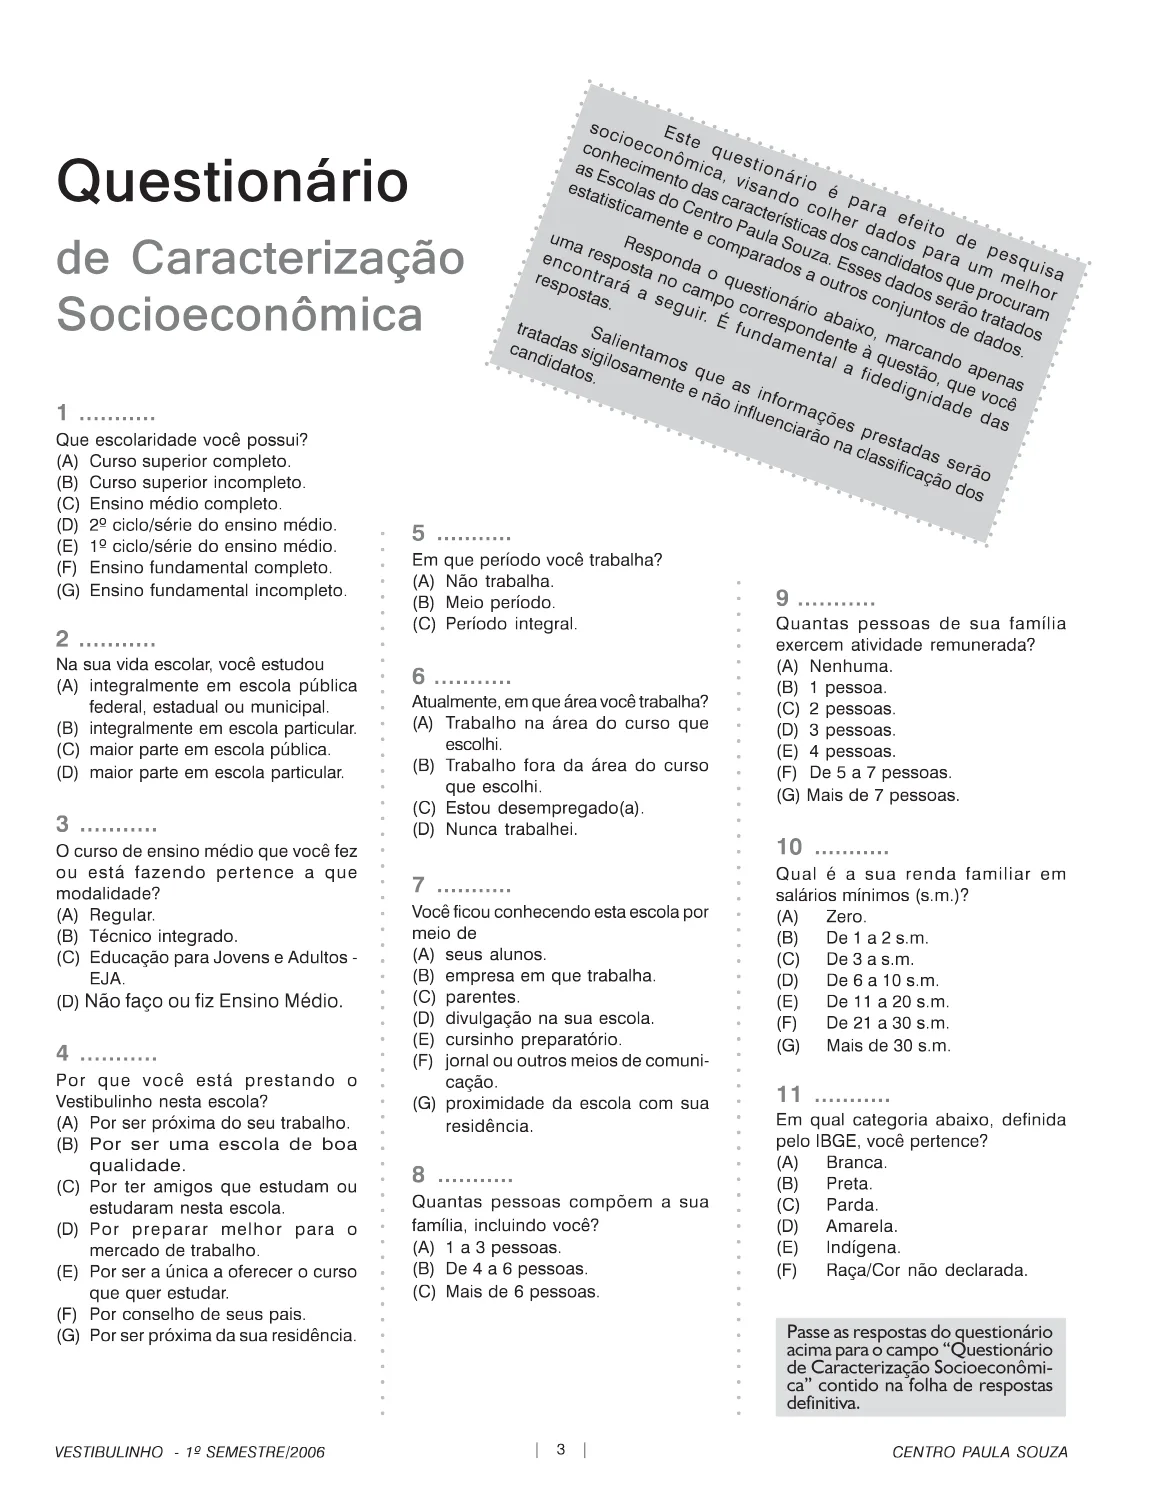 Questionário
de Caracterização
Socioeconômica
Este questionário é para efeito de pesquisa
socioeconômica, visando colher dados para um melhor
conhecimento das características dos candidatos que procuram
as Escolas do Centro Paula Souza. Esses dados serão tratados
estatisticamente e comparados a outros conjuntos de dados.
Responda o questionário abaixo, marcando apenas
uma resposta no campo correspondente à questão, que você
encontrará a seguir. É fundamental a fidedignidade das
respostas.
Salientamos que as informações prestadas serão
tratadas sigilosamente e não influenciarão na classificação dos
candidatos.
1 ...........
Que escolaridade você possui?
(A) Curso superior completo.
(B) Curso superior incompleto.
(C) Ensino médio completo.
(D) 2º ciclo/série do ensino médio.
(E) 1º ciclo/série do ensino médio.
(F) Ensino fundamental completo.
(G) Ensino fundamental incompleto.
2 ...........
Na sua vida escolar, você estudou
(A) integralmente em escola pública
federal, estadual ou municipal.
(B) integralmente em escola particular.
(C) maior parte em escola pública.
(D) maior parte em escola particular.
3 ...........
O curso de ensino médio que você fez
ou está fazendo pertence a que
modalidade?
(A) Regular.
(B) Técnico integrado.
(C) Educação para Jovens e Adultos -
EJA.
(D) Não faço ou fiz Ensino Médio.
4 ...........
Por que você está prestando o
Vestibulinho nesta escola?
(A) Por ser próxima do seu trabalho.
(B) Por ser uma escola de boa
qualidade.
(C) Por ter amigos que estudam ou
estudaram nesta escola.
(D) Por preparar melhor para o
mercado de trabalho.
(E) Por ser a única a oferecer o curso
que quer estudar.
(F) Por conselho de seus pais.
(G) Por ser próxima da sua residência.
5 ...........
Em que período você trabalha?
(A) Não trabalha.
(B) Meio período.
(C) Período integral.
6 ...........
Atualmente, em que área você trabalha?
(A) Trabalho na área do curso que
escolhi.
(B) Trabalho fora da área do curso
que escolhi.
(C) Estou desempregado(a).
(D) Nunca trabalhei.
7 ...........
Você ficou conhecendo esta escola por
meio de
(A) seus alunos.
(B) empresa em que trabalha.
(C) parentes.
(D) divulgação na sua escola.
(E) cursinho preparatório.
(F) jornal ou outros meios de comuni-
cação.
(G) proximidade da escola com sua
residência.
8 ...........
Quantas pessoas compõem a sua
família, incluindo você?
(A) 1 a 3 pessoas.
(B) De 4 a 6 pessoas.
(C) Mais de 6 pessoas.
9 ...........
Quantas pessoas de sua família
exercem atividade remunerada?
(A) Nenhuma.
(B) 1 pessoa.
(C) 2 pessoas.
(D) 3 pessoas.
(E) 4 pessoas.
(F) De 5 a 7 pessoas.
(G) Mais de 7 pessoas.
10 ...........
Qual é a sua renda familiar em
salários mínimos (s.m.)?
(A) Zero.
(B) De 1 a 2 s.m.
(C) De 3 a s.m.
(D) De 6 a 10 s.m.
(E) De 11 a 20 s.m.
(F) De 21 a 30 s.m.
(G) Mais de 30 s.m.
11 ...........
Em qual categoria abaixo, definida
pelo IBGE, você pertence?
(A) Branca.
(B) Preta.
(C) Parda.
(D) Amarela.
(E) Indígena.
(F) Raça/Cor não declarada.
Passe as respostas do questionário
acima para o campo “Questionário
de Caracterização Socioeconômi-
ca” contido na folha de respostas
definitiva.
VESTIBULINHO - 1º SEMESTRE/2006
| 3 |
CENTRO PAULA SOUZA